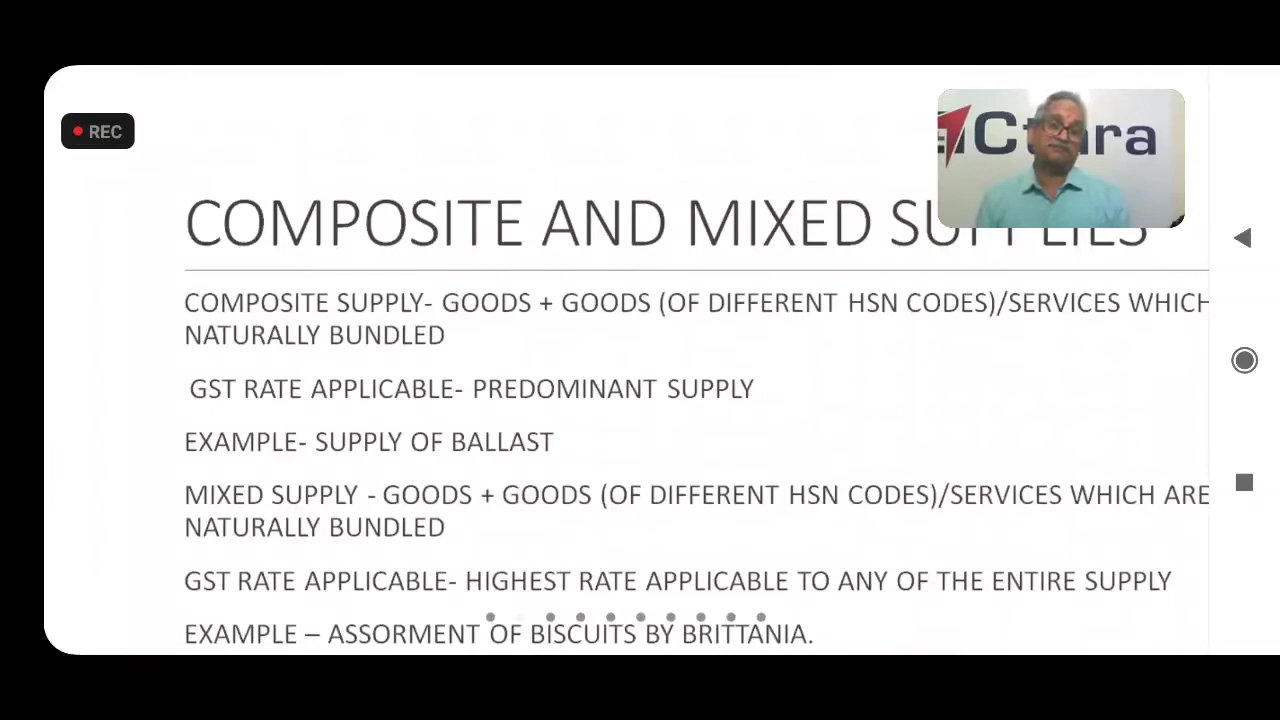 REC
COMPOSITE AND MIXED SUPPLIES
COMPOSITE SUPPLY- GOODS + GOODS (OF DIFFERENT HSN CODES)/SERVICES WHICH
NATURALLY BUNDLED
GST RATE APPLICABLE- PREDOMINANT SUPPLY
EXAMPLE- SUPPLY OF BALLAST
MIXED SUPPLY - GOODS + GOODS (OF DIFFERENT HSN CODES)/SERVICES WHICH ARE
NATURALLY BUNDLED
GST RATE APPLICABLE- HIGHEST RATE APPLICABLE TO ANY OF THE ENTIRE SUPPLY
EXAMPLE – ASSORMENT OF BISCUITS BY BRITTANIA.